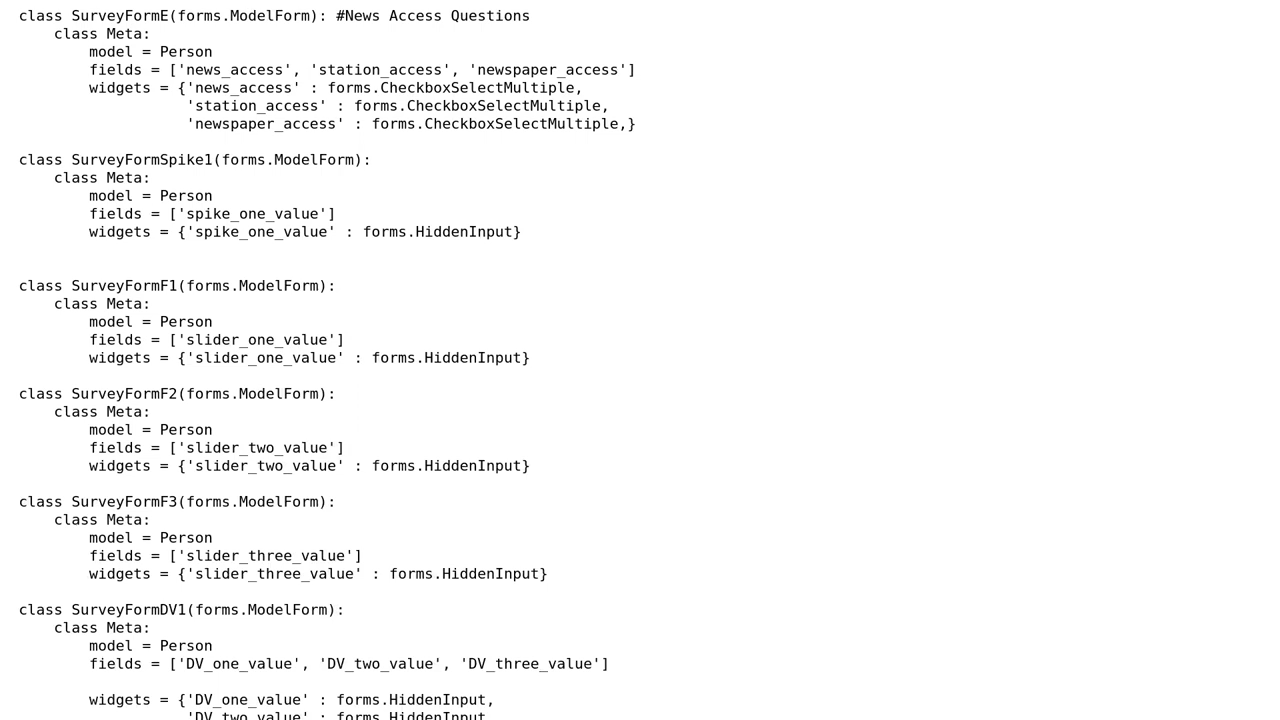 class SurveyFormE(forms.ModelForm): #News Access Questions
    class Meta:
        model = Person
        fields = ['news_access', 'station_access', 'newspaper_access']
        widgets = {'news_access' : forms.CheckboxSelectMultiple,
                   'station_access' : forms.CheckboxSelectMultiple,
                   'newspaper_access' : forms.CheckboxSelectMultiple,}

class SurveyFormSpike1(forms.ModelForm):
    class Meta:
        model = Person
        fields = ['spike_one_value']
        widgets = {'spike_one_value' : forms.HiddenInput}


class SurveyFormF1(forms.ModelForm):
    class Meta:
        model = Person
        fields = ['slider_one_value']
        widgets = {'slider_one_value' : forms.HiddenInput}

class SurveyFormF2(forms.ModelForm):
    class Meta:
        model = Person
        fields = ['slider_two_value']
        widgets = {'slider_two_value' : forms.HiddenInput}

class SurveyFormF3(forms.ModelForm):
    class Meta:
        model = Person
        fields = ['slider_three_value']
        widgets = {'slider_three_value' : forms.HiddenInput}

class SurveyFormDV1(forms.ModelForm):
    class Meta:
        model = Person
        fields = ['DV_one_value', 'DV_two_value', 'DV_three_value']

        widgets = {'DV_one_value' : forms.HiddenInput,
                   'DV_two_value' : forms.HiddenInput